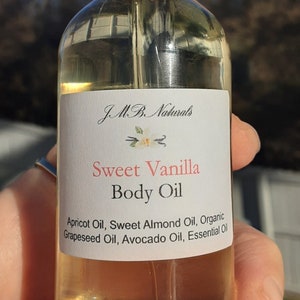 J.M.B. Naturals
Sweet Vanilla
Body Oil
Apricot Oil, Sweet Almond Oil, Organic
Grapeseed Oil, Avocado Oil, Essential Oil